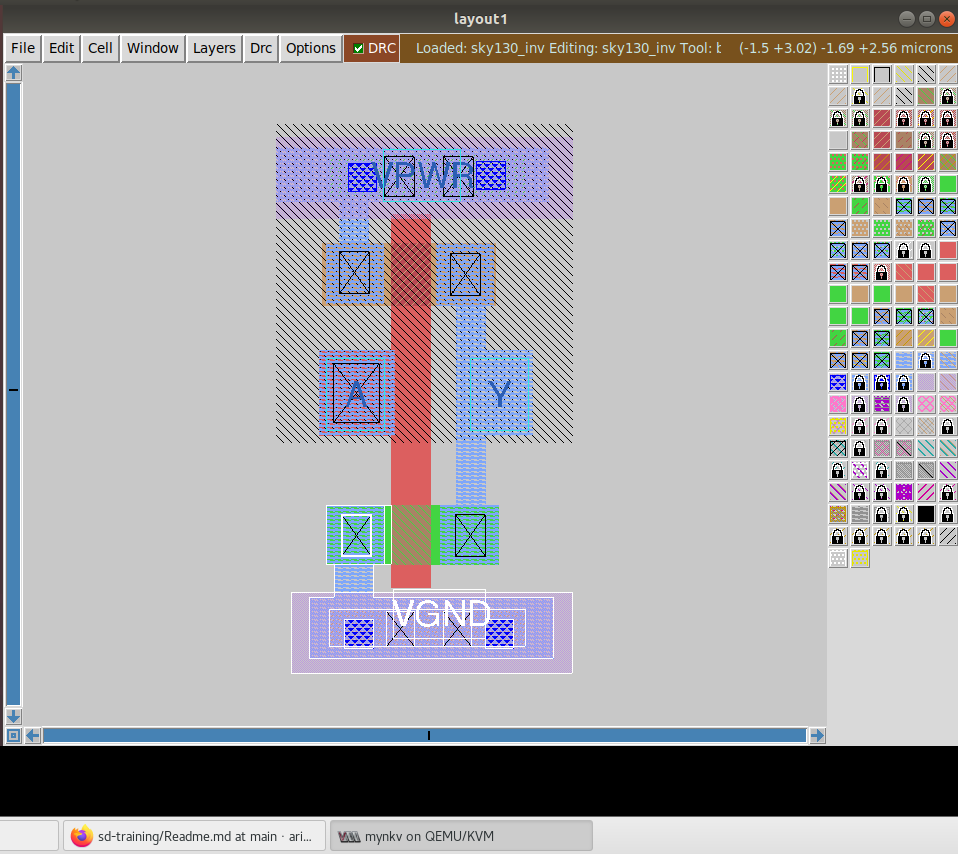 layout1
File Edit Cell Window Layers Drc Options DRC Loaded: sky130_inv Editing: sky130_inv Tool: b (-1.5 +3.02) -1.69 +2.56 microns
VPWR
A Y
VGND
sd-training/Readme.md at main · ari... mynkv on QEMU/KVM